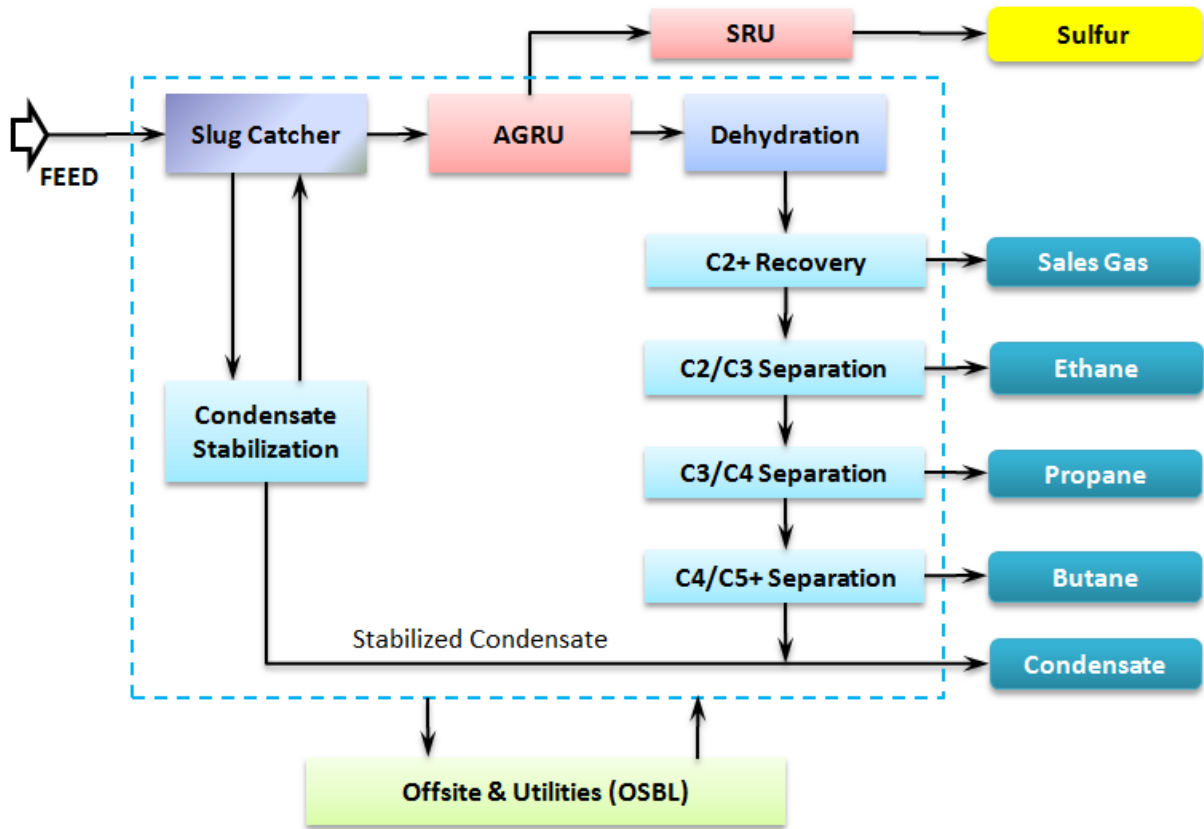 SRU
Sulfur
FEED
Slug Catcher
AGRU
Dehydration
C2+ Recovery
Sales Gas
C2/C3 Separation
Ethane
Condensate
Stabilization
C3/C4 Separation
Propane
C4/C5+ Separation
Butane
Stabilized Condensate
Condensate
Offsite & Utilities (OSBL)